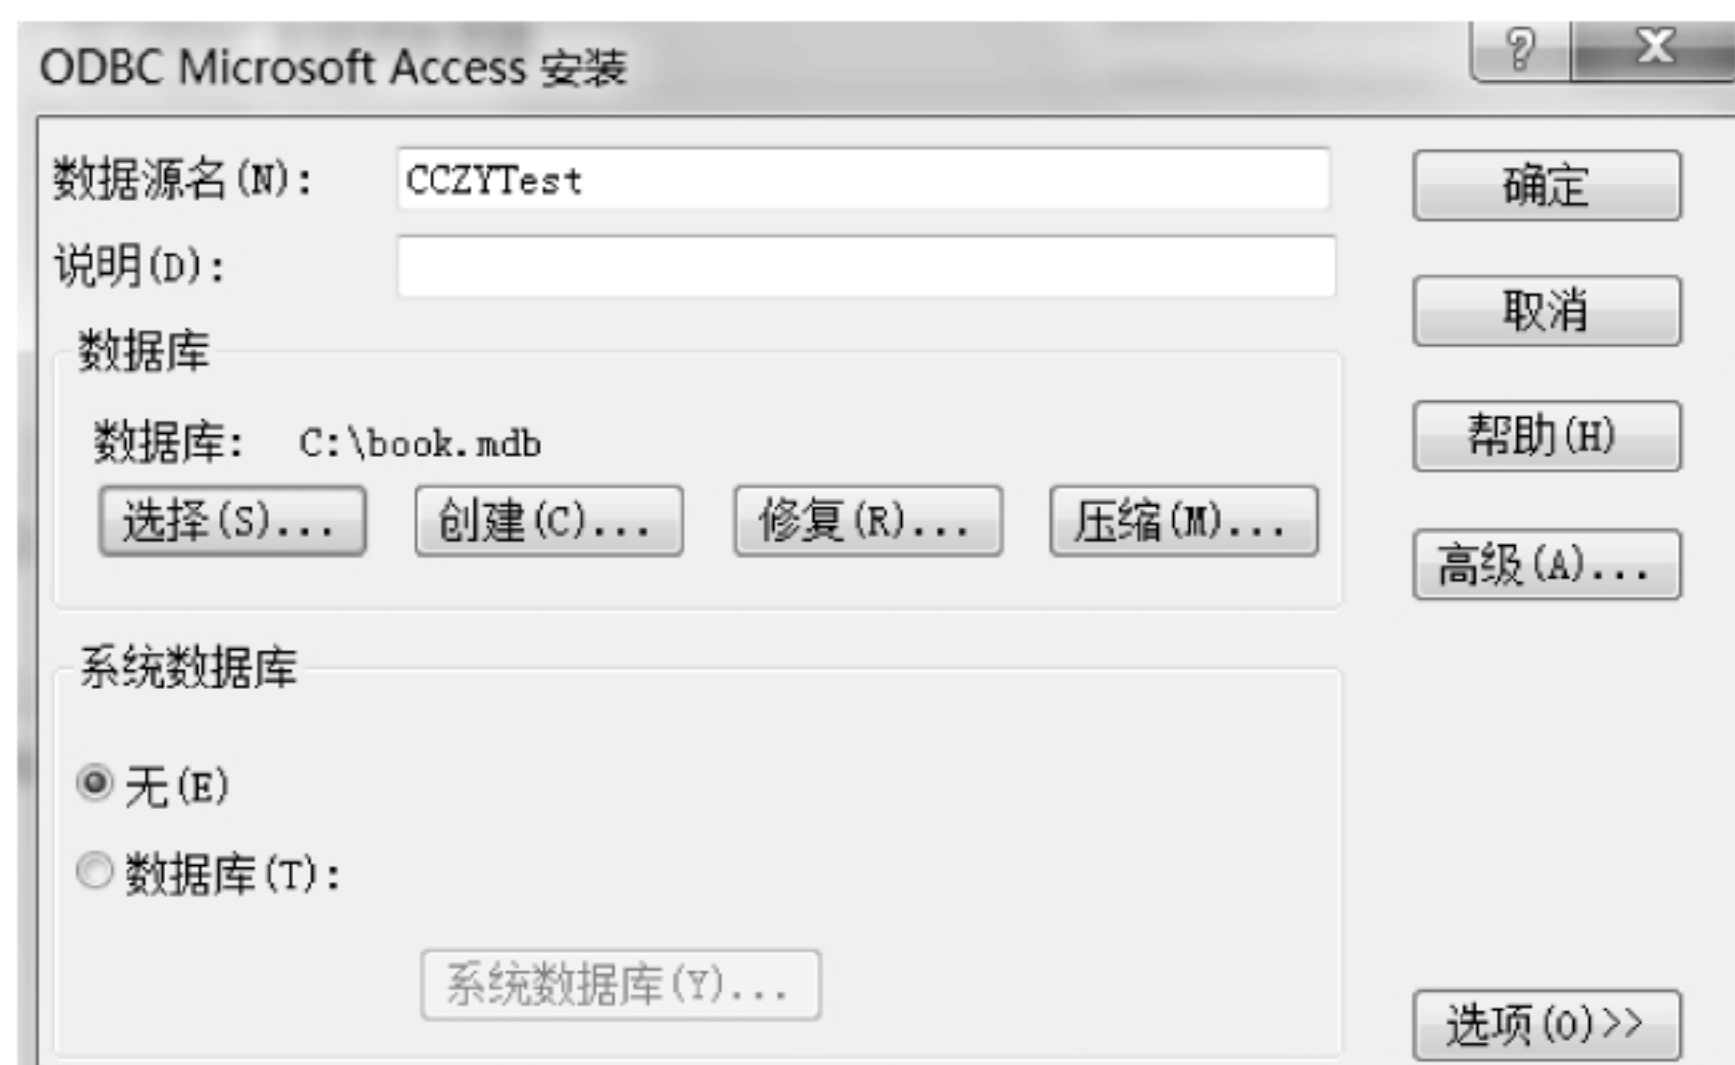 ODBC Microsoft Access 安装
数据源名(N): CCZYTest 确定
说明(D):
取消
数据库
数据库: C:\book.mdb 帮助(H)
选择(S)... 创建(C)... 修复(R)... 压缩(M)...
高级(A)...
系统数据库
无(E)
数据库(T):
系统数据库(Y)...
选项(O)>>